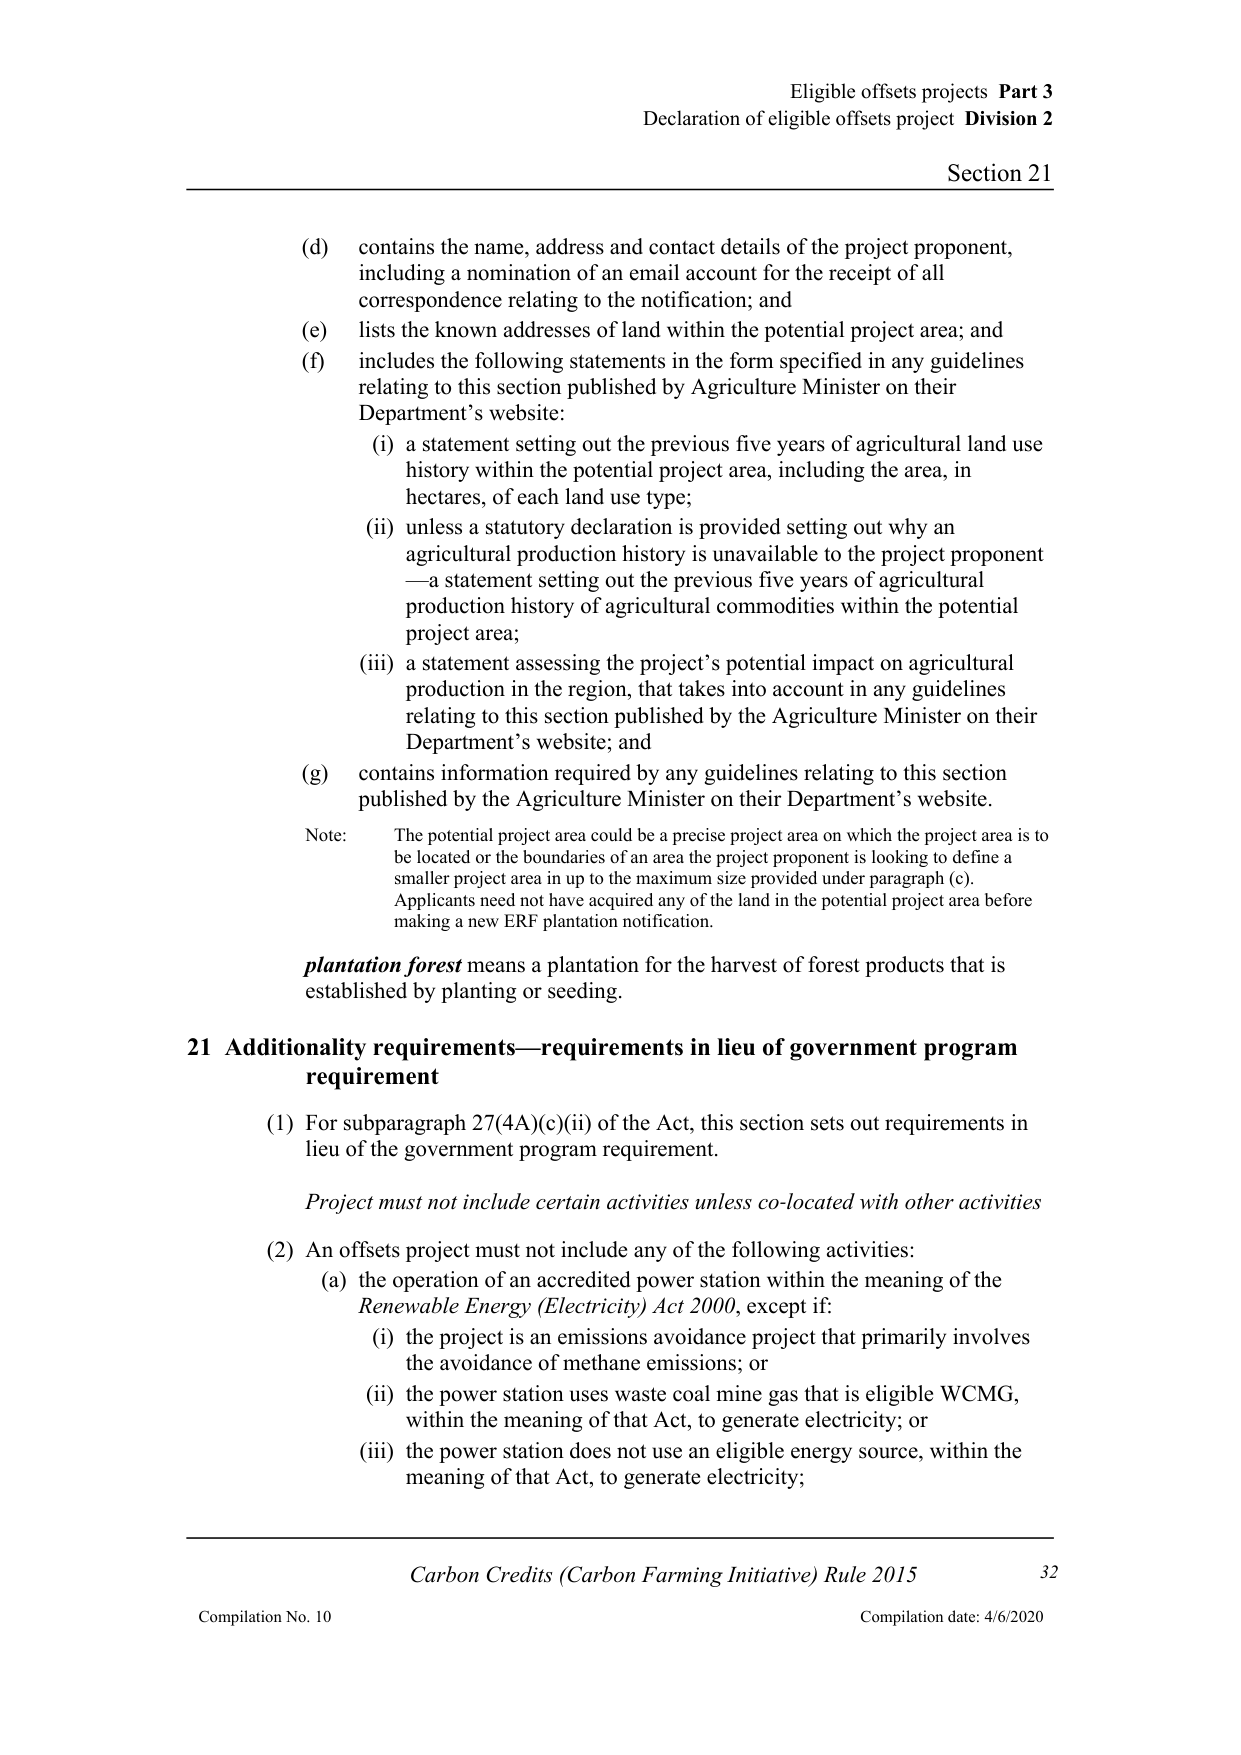 Eligible offsets projects Part 3
Declaration of eligible offsets project Division 2
Section 21
(d) contains the name, address and contact details of the project proponent,
including a nomination of an email account for the receipt of all
correspondence relating to the notification; and
(e) lists the known addresses of land within the potential project area; and
(f) includes the following statements in the form specified in any guidelines
relating to this section published by Agriculture Minister on their
Department’s website:
(i) a statement setting out the previous five years of agricultural land use
history within the potential project area, including the area, in
hectares, of each land use type;
(ii) unless a statutory declaration is provided setting out why an
agricultural production history is unavailable to the project proponent
—a statement setting out the previous five years of agricultural
production history of agricultural commodities within the potential
project area;
(iii) a statement assessing the project’s potential impact on agricultural
production in the region, that takes into account in any guidelines
relating to this section published by the Agriculture Minister on their
Department’s website; and
(g) contains information required by any guidelines relating to this section
published by the Agriculture Minister on their Department’s website.
Note: The potential project area could be a precise project area on which the project area is to
be located or the boundaries of an area the project proponent is looking to define a
smaller project area in up to the maximum size provided under paragraph (c).
Applicants need not have acquired any of the land in the potential project area before
making a new ERF plantation notification.
plantation forest means a plantation for the harvest of forest products that is
established by planting or seeding.
21 Additionality requirements—requirements in lieu of government program
requirement
(1) For subparagraph 27(4A)(c)(ii) of the Act, this section sets out requirements in
lieu of the government program requirement.
Project must not include certain activities unless co-located with other activities
(2) An offsets project must not include any of the following activities:
(a) the operation of an accredited power station within the meaning of the
Renewable Energy (Electricity) Act 2000, except if:
(i) the project is an emissions avoidance project that primarily involves
the avoidance of methane emissions; or
(ii) the power station uses waste coal mine gas that is eligible WCMG,
within the meaning of that Act, to generate electricity; or
(iii) the power station does not use an eligible energy source, within the
meaning of that Act, to generate electricity;
Carbon Credits (Carbon Farming Initiative) Rule 2015 32
Compilation No. 10 Compilation date: 4/6/2020